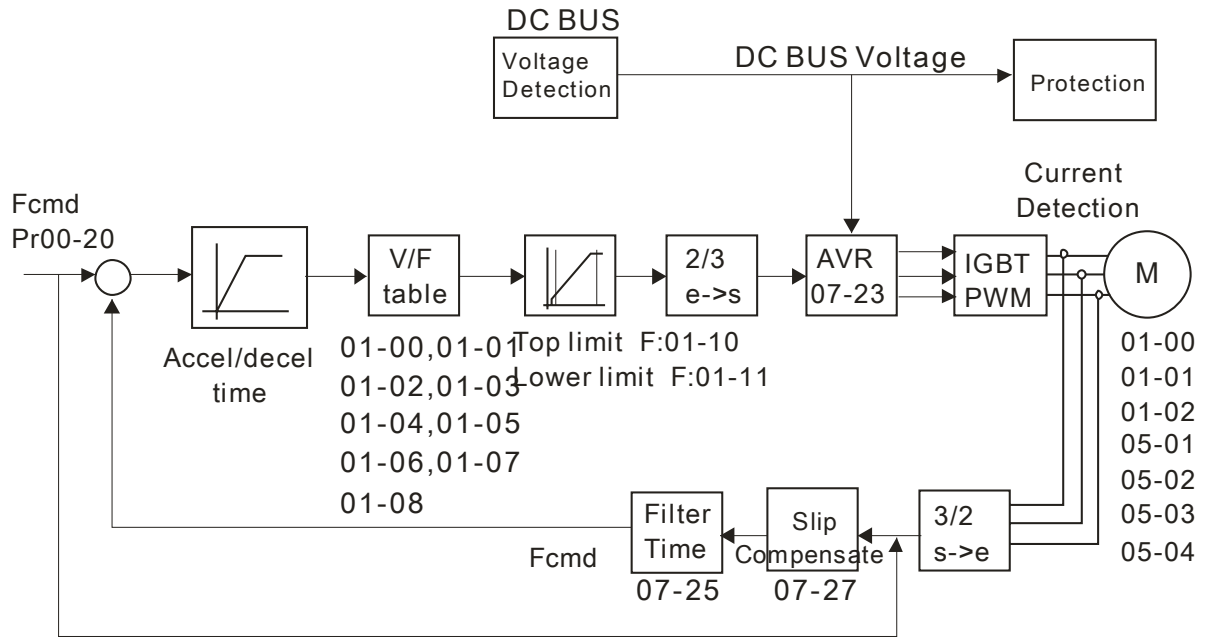 DC BUS
Voltage
Detection
DC BUS Voltage
Protection
Current
Detection
Fcmd
Pr00-20
V/F
table
2/3
e->s
AVR
07-23
IGBT
PWM
M
Accel/decel
time
01-00,01-01
01-02,01-03
01-04,01-05
01-06,01-07
01-08
Top limit F:01-10
Lower limit F:01-11
01-00
01-01
01-02
05-01
05-02
05-03
05-04
Fcmd
Filter
Time
07-25
Slip
Compensate
07-27
3/2
s->e